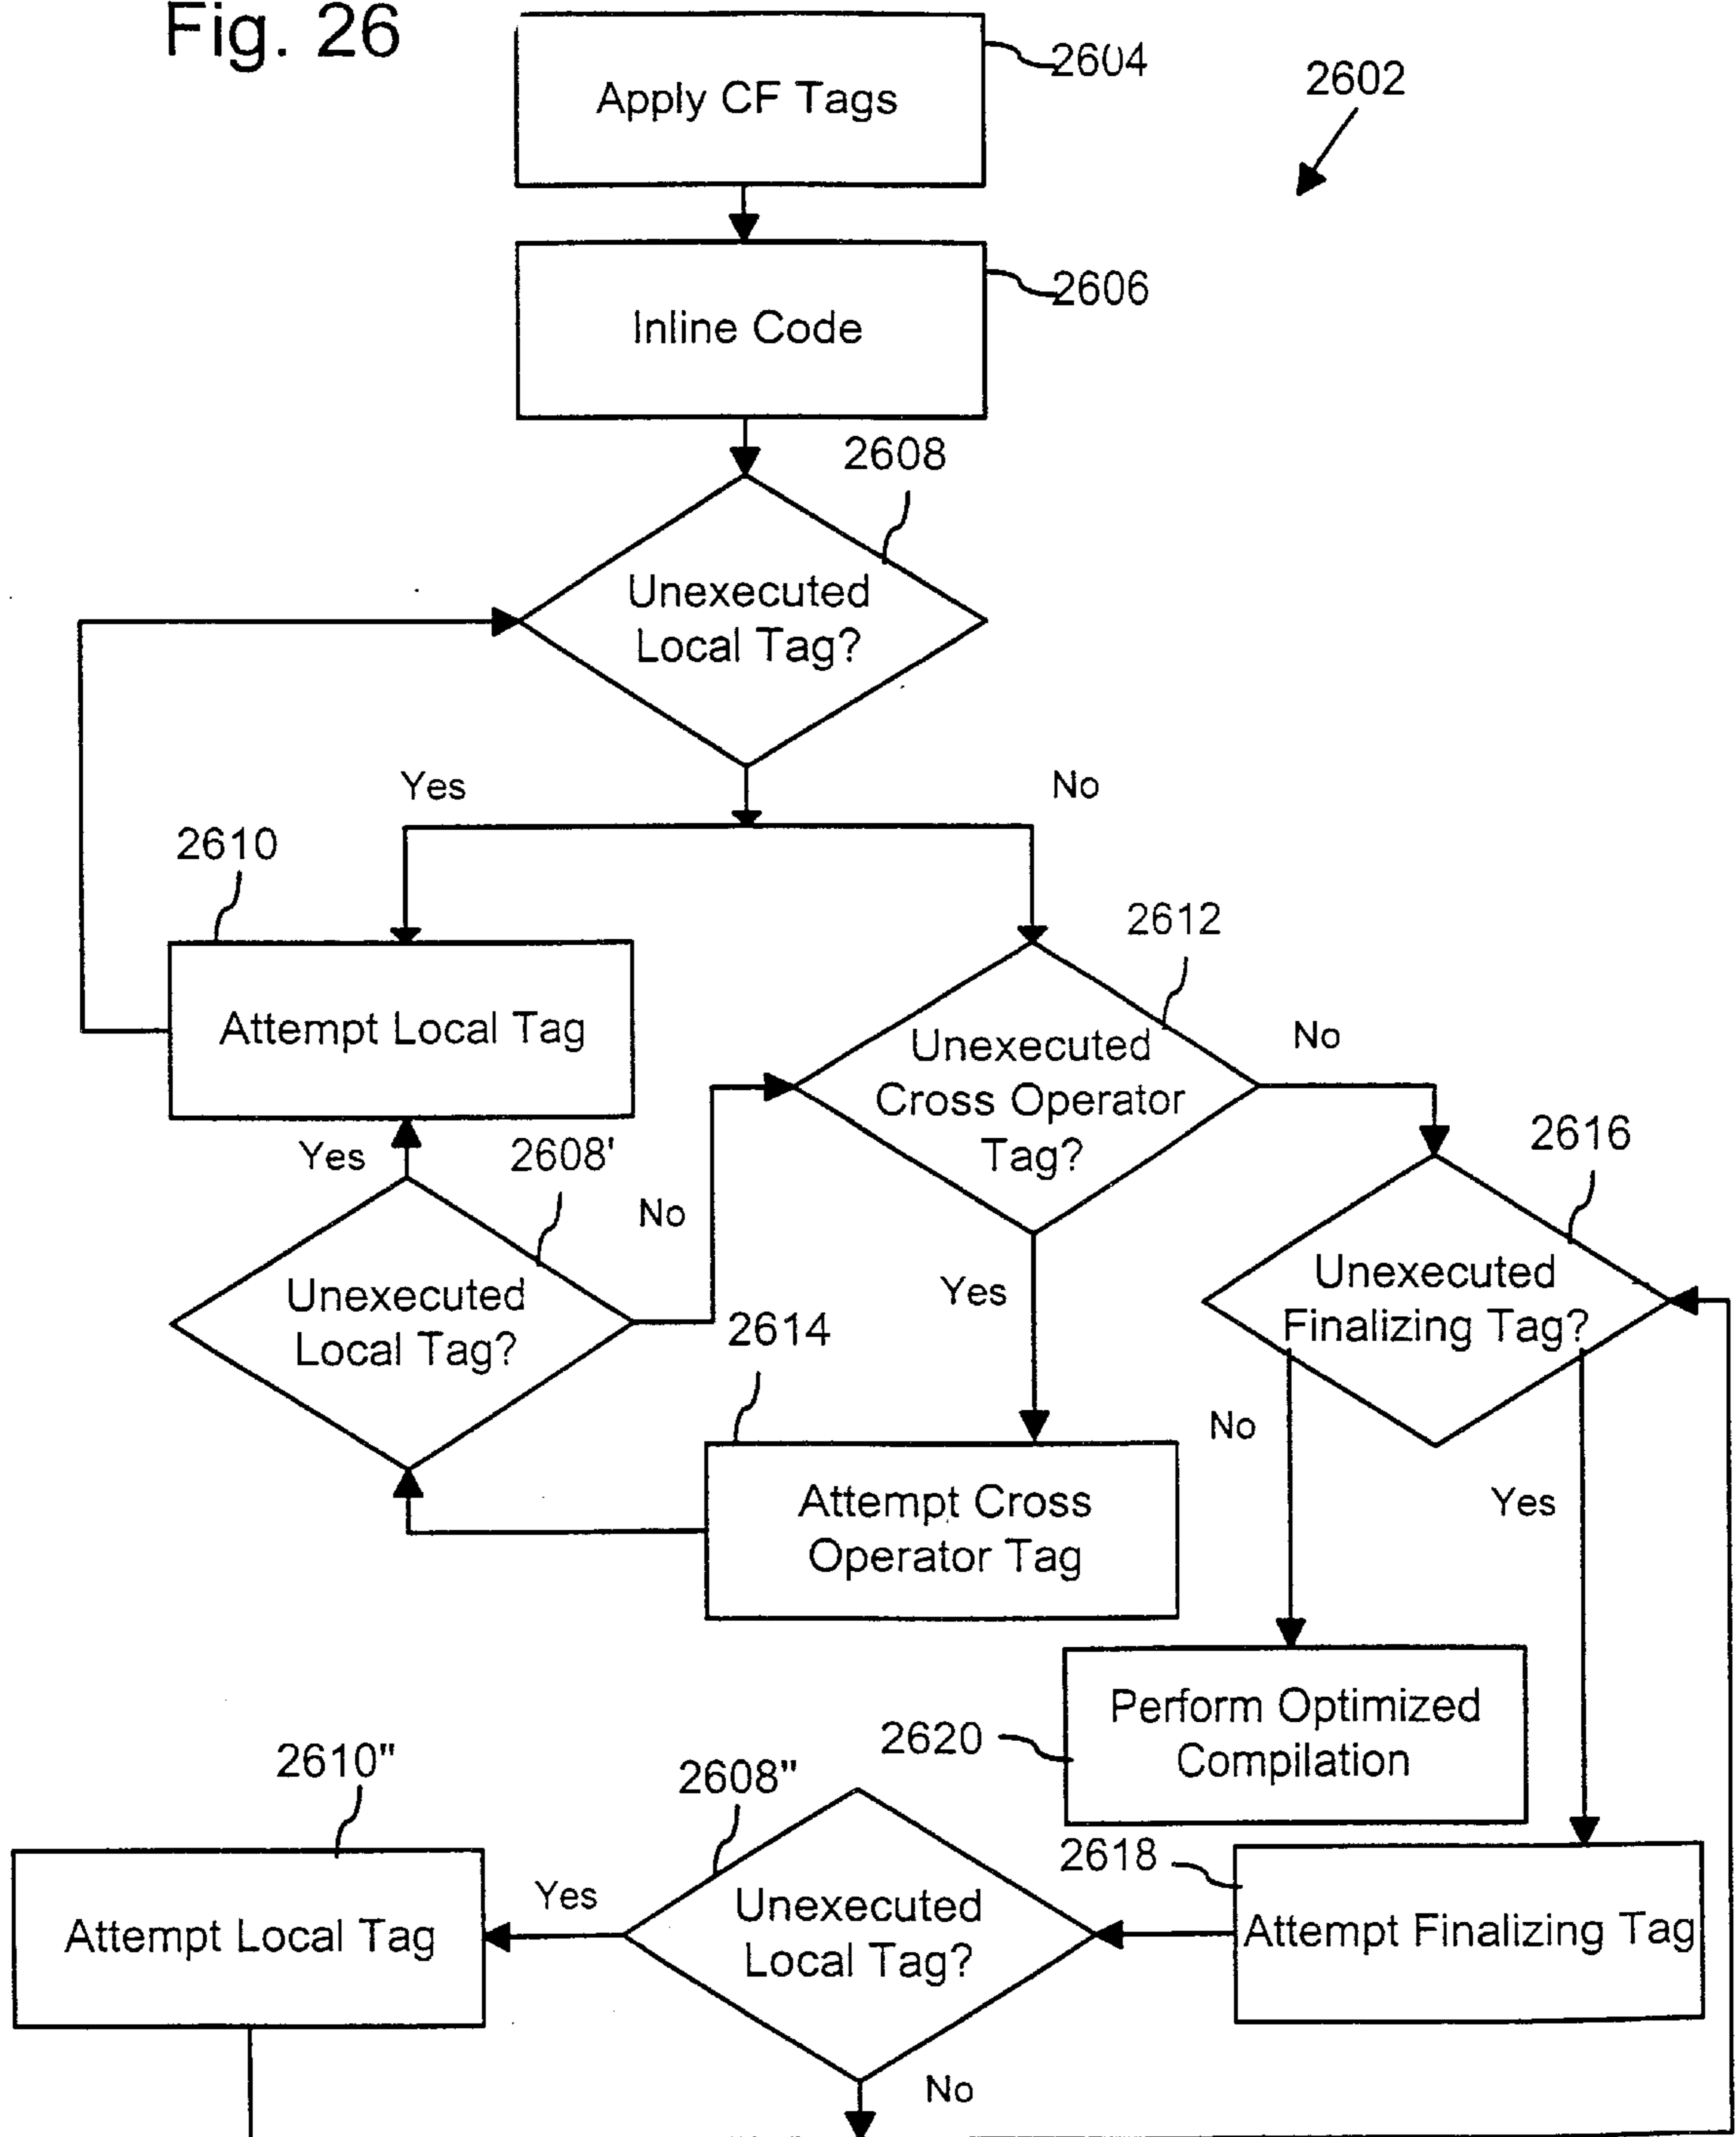 Fig. 26
Apply CF Tags
2604
2602
Inline Code
2606
2608
Unexecuted
Local Tag?
Yes
No
2610
Attempt Local Tag
2612
Unexecuted
Cross Operator
Tag?
No
Yes
2608'
Unexecuted
Local Tag?
No
2616
Unexecuted
Finalizing Tag?
Yes
2614
Attempt Cross
Operator Tag
No
Yes
Perform Optimized
Compilation
2620
2610"
Attempt Local Tag
Yes
2608"
Unexecuted
Local Tag?
2618
Attempt Finalizing Tag
No